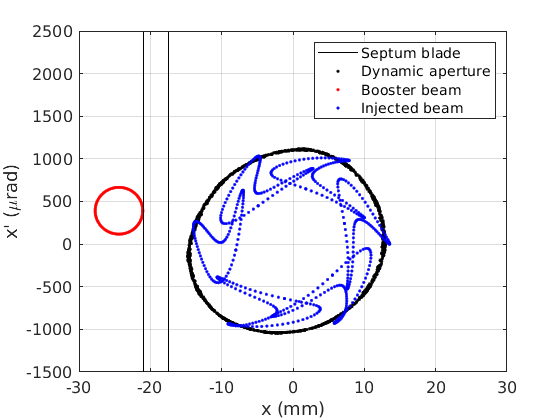 2500
2000
1500
1000
500
0
-500
-1000
-1500
-30
-20
-10
0
10
20
30
x (mm)
x' (μrad)
Septum blade
Dynamic aperture
Booster beam
Injected beam